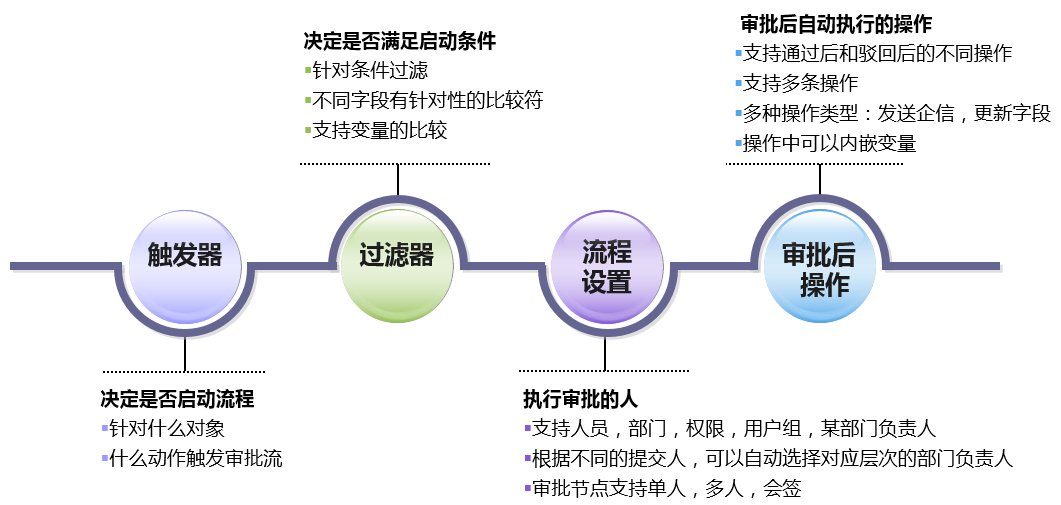 决定是否满足启动条件
针对条件过滤
不同字段有针对性的比较符
支持变量的比较
审批后自动执行的操作
支持通过后和驳回后的不同操作
支持多条操作
多种操作类型：发送企信，更新字段
操作中可以内嵌变量
触发器
过滤器
流程
设置
审批后
操作
决定是否启动流程
针对什么对象
什么动作触发审批流
执行审批的人
支持人员，部门，权限，用户组，某部门负责人
根据不同的提交人，可以自动选择对应层次的部门负责人
审批节点支持单人，多人，会签